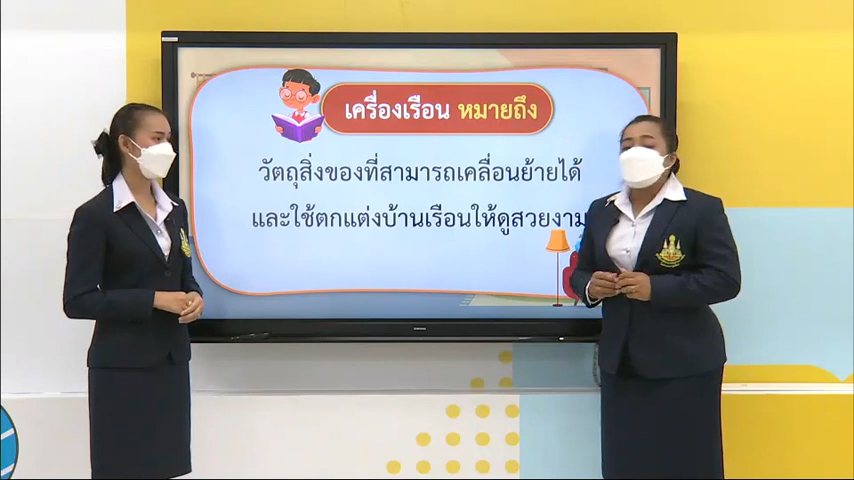 เครื่องเรือน หมายถึง
วัตถุสิ่งของที่สามารถเคลื่อนย้ายได้
และใช้ตกแต่งบ้านเรือนให้ดูสวยงาม